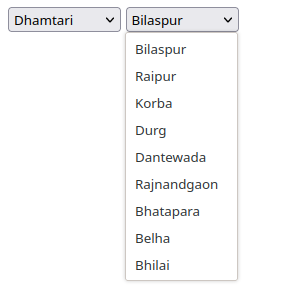 Dhamtari Bilaspur
Bilaspur
Raipur
Korba
Durg
Dantewada
Rajnandgaon
Bhatapara
Belha
Bhilai